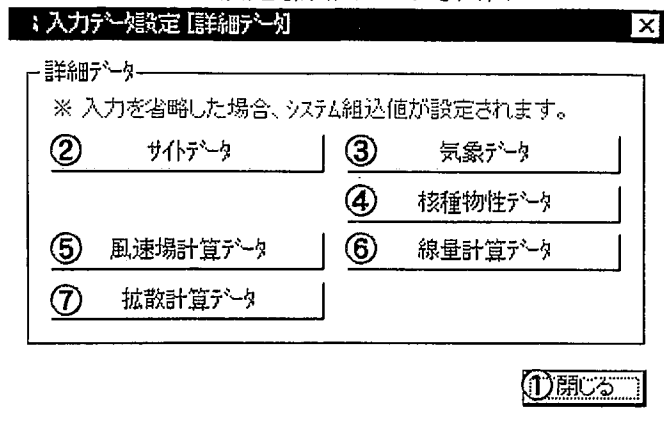 入力ﾃﾞｰﾀ設定 [詳細ﾃﾞｰﾀ]
詳細ﾃﾞｰﾀ
※ 入力を省略した場合、ｼｽﾃﾑ組込値が設定されます。
② ｻｲﾄﾃﾞｰﾀ ③ 気象ﾃﾞｰﾀ
④ 核種物性ﾃﾞｰﾀ
⑤ 風速場計算ﾃﾞｰﾀ ⑥ 線量計算ﾃﾞｰﾀ
⑦ 拡散計算ﾃﾞｰﾀ
①閉じる